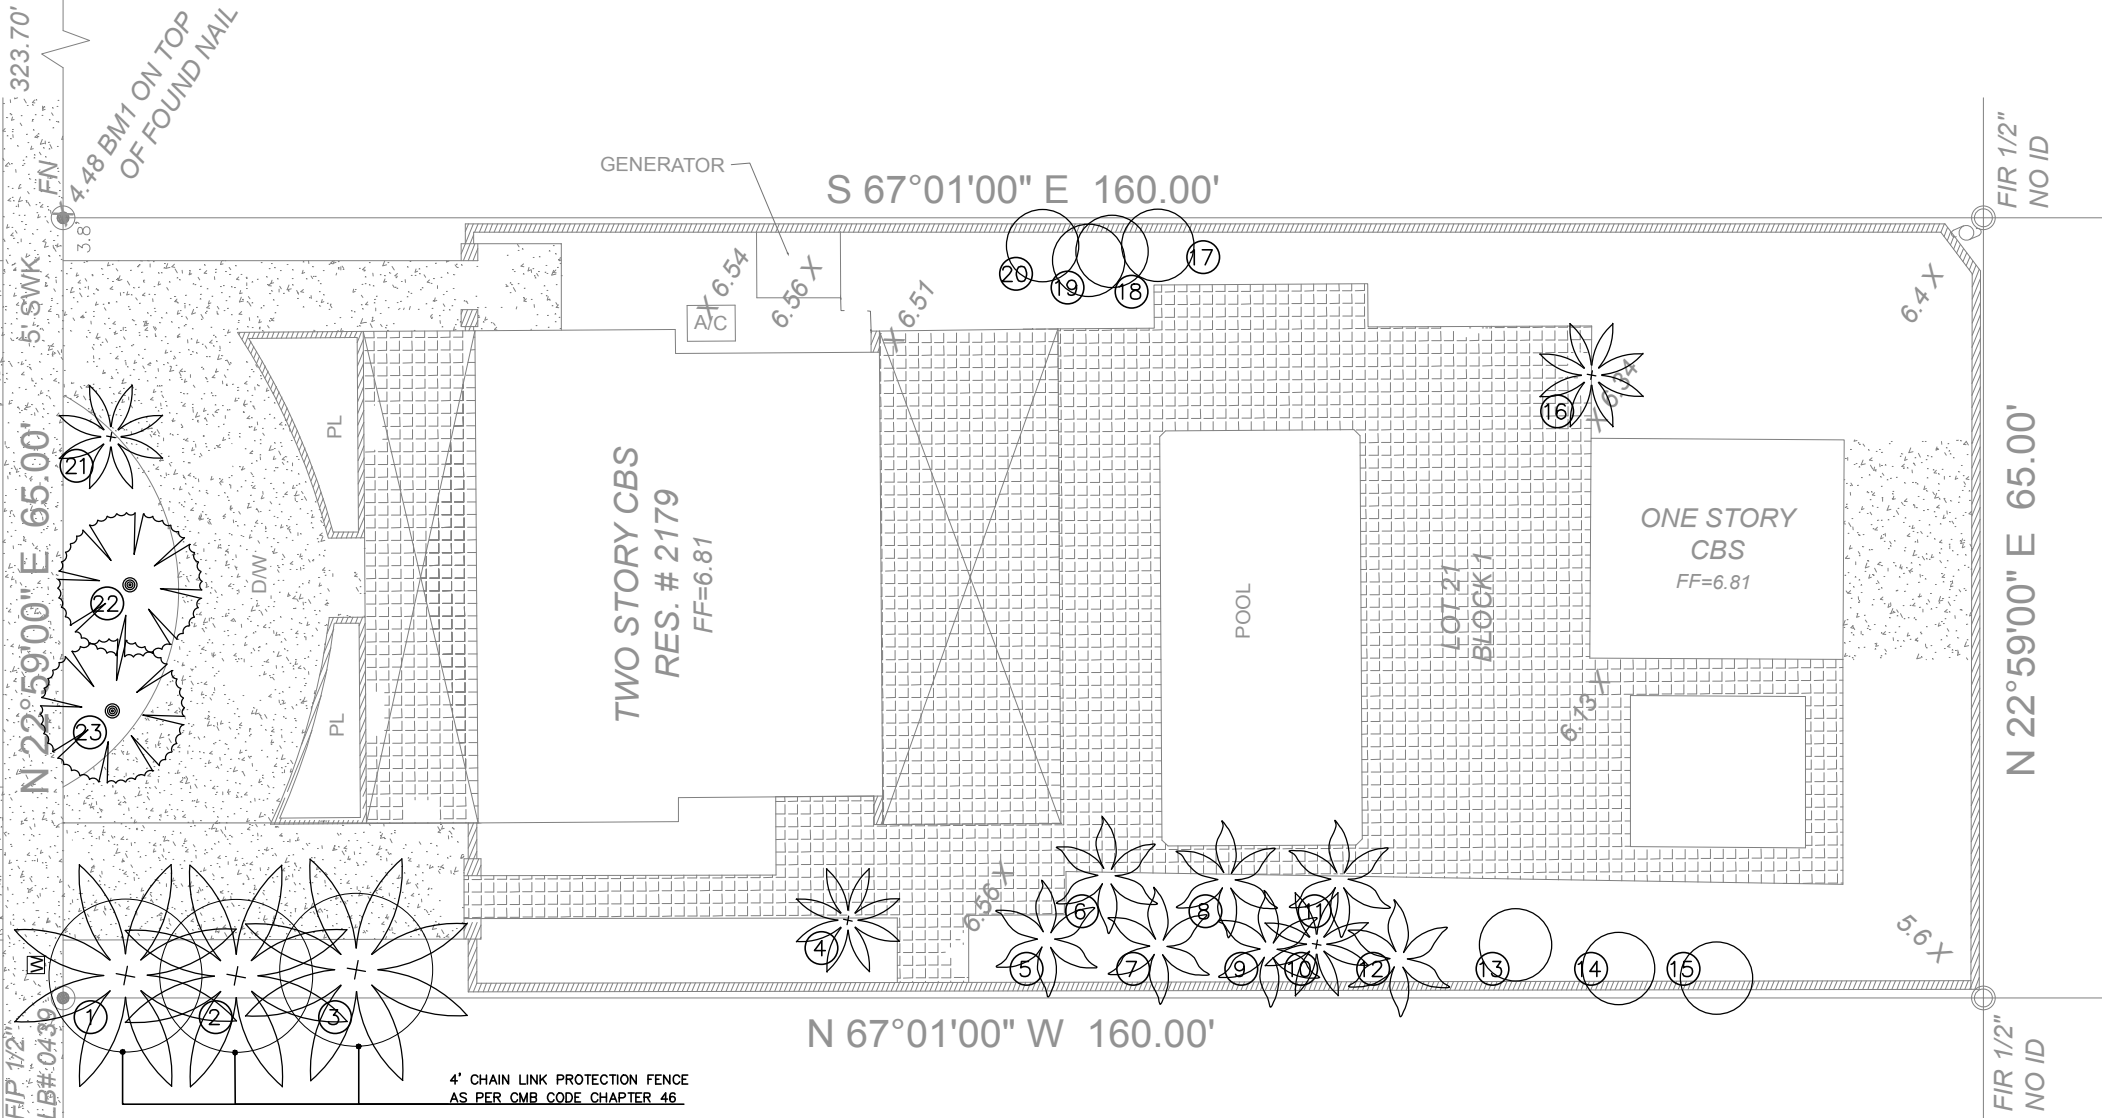 323.70'
4.48 BM1 ON TOP
OF FOUND NAIL
FN
3.8'
5' SWK
GENERATOR
S 67°01'00" E 160.00'
FIR 1/2"
NO ID
X 6.54
6.56 X
A/C
X 6.51
20
19
18
17
6.4 X
16
X 6.34
21
PL
N 22°59'00" E 65.00'
D/W
22
23
PL
TWO STORY CBS
RES. # 2179
FF=6.81
POOL
LOT 21
BLOCK 1
ONE STORY
CBS
FF=6.81
6.13 X
N 22°59'00" E 65.00'
6.56 X
5.6 X
W
1
2
3
4
5
6
7
8
9
10
11
12
13
14
15
FIP 1/2"
LB# 0439
N 67°01'00" W 160.00'
4' CHAIN LINK PROTECTION FENCE
AS PER CMB CODE CHAPTER 46
FIR 1/2"
NO ID